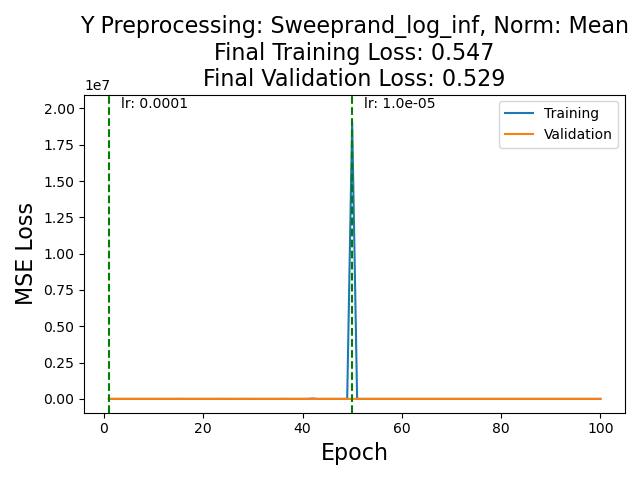 Y Preprocessing: Sweeprand_log_inf, Norm: Mean
Final Training Loss: 0.547
Final Validation Loss: 0.529
1e7
lr: 0.0001
lr: 1.0e-05
Training
Validation
2.00
1.75
1.50
1.25
1.00
0.75
0.50
0.25
0.00
MSE Loss
0
20
40
60
80
100
Epoch